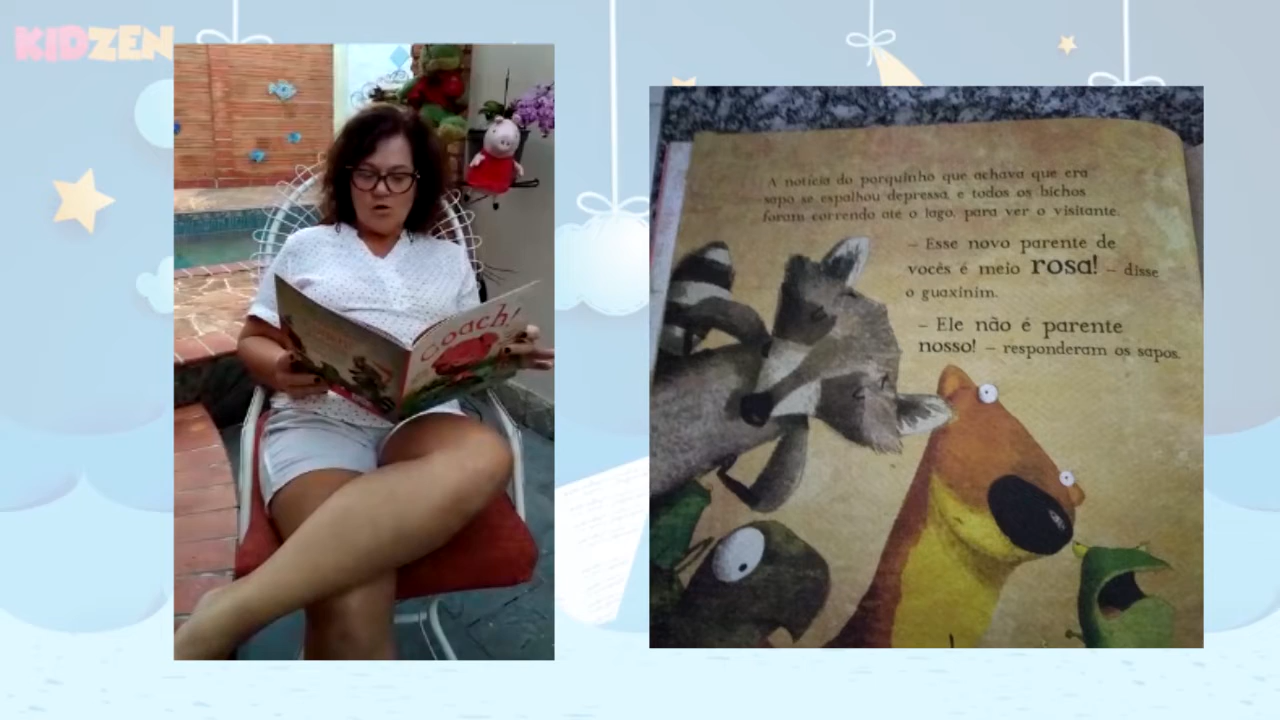 KIDZEN
Coach!
A notícia do porquinho que achava que era
sapo se espalhou depressa, e todos os bichos
foram correndo até o lago, para ver o visitante.
– Esse novo parente de
vocês é meio rosa! – disse
o guaxinim.
– Ele não é parente
nosso! – responderam os sapos.